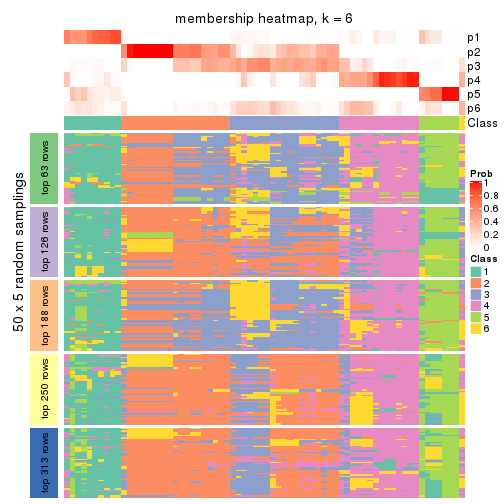 membership heatmap, k = 6
p1
p2
p3
p4
p5
p6
Class
50 x 5 random samplings
top 63 rows
top 126 rows
top 188 rows
top 250 rows
top 313 rows
Prob
0.8
0.6
0.4
0.2
0
Class
1
2
3
4
5
6